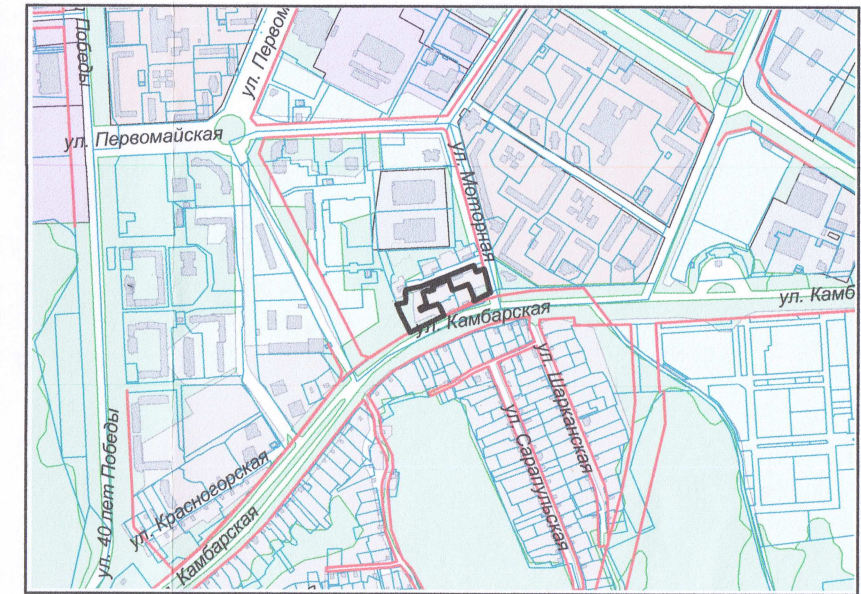 л Победы
ул. Первом
ул. Первомайская
ул. Моторная
ул. Камб
ул. Камбарская
ул. Шарканская
ул. Сарапульская
ул. 40 лет Победы
ул. Красногорская
Камбарская